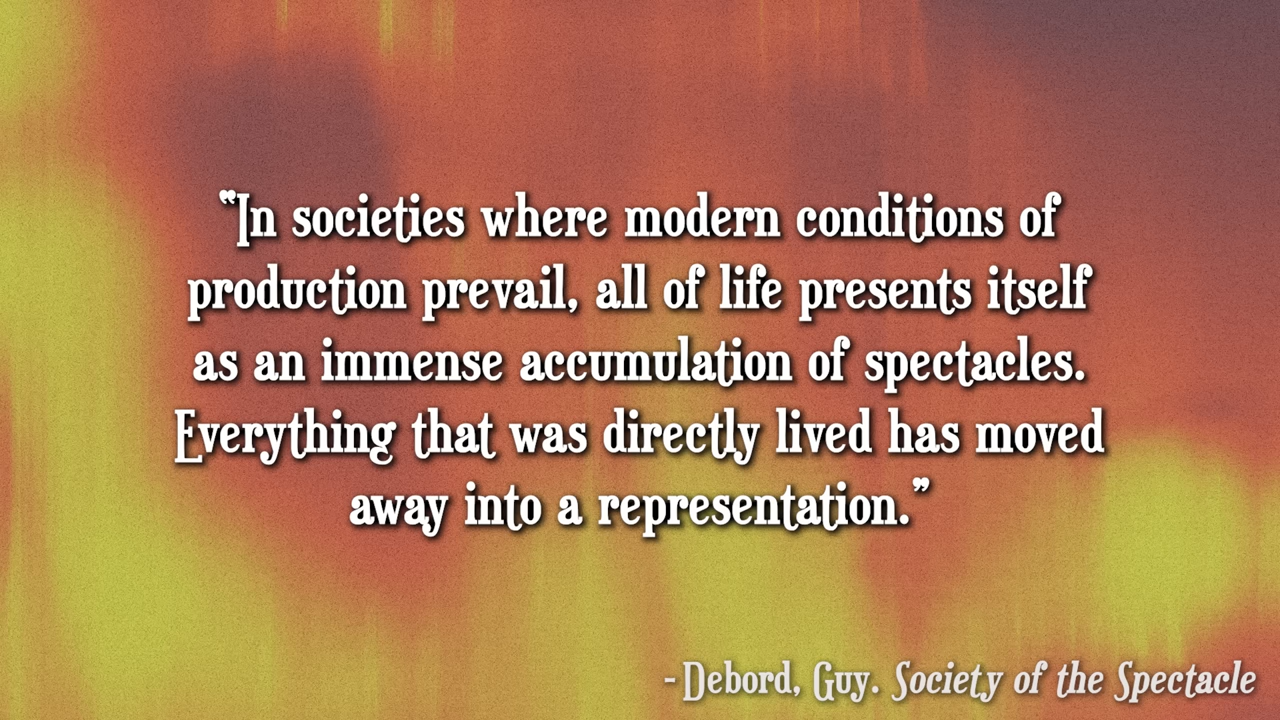 “In societies where modern conditions of
production prevail, all of life presents itself
as an immense accumulation of spectacles.
Everything that was directly lived has moved
away into a representation.”
-Debord, Guy. Society of the Spectacle